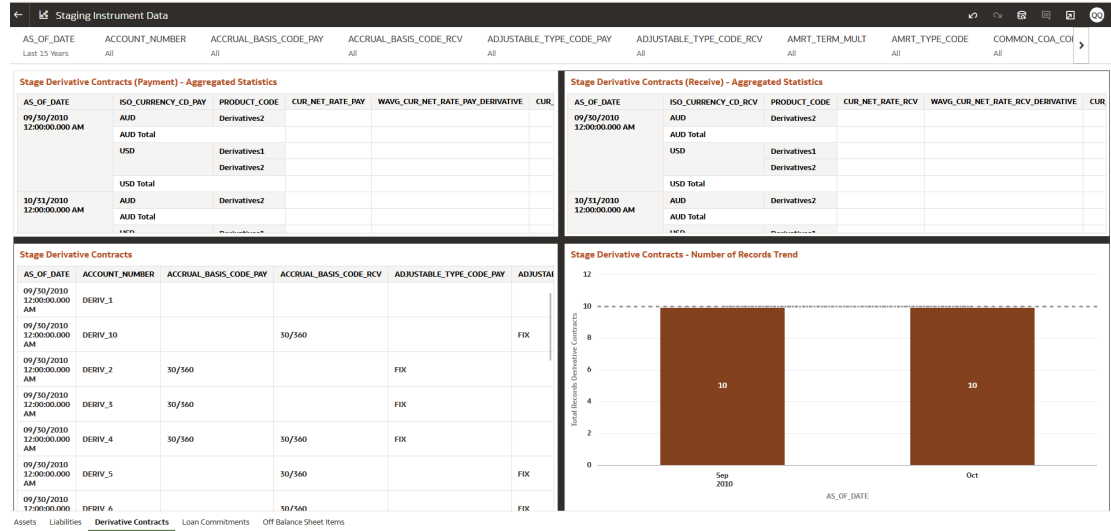 Staging Instrument Data
QQ
AS_OF_DATE ACCOUNT_NUMBER ACCRUAL_BASIS_CODE_PAY ACCRUAL_BASIS_CODE_RCV ADJUSTABLE_TYPE_CODE_PAY ADJUSTABLE_TYPE_CODE_RCV AMRT_TERM_MULT AMRT_TYPE_CODE
Last 15 Years All All All All All All All All
Stage Derivative Contracts (Payment) - Aggregated Statistics
AS_OF_DATE ISO_CURRENCY_CD_PAY PRODUCT_CODE CUR_NET_RATE_PAY WAVG_CUR_NET_RATE_PAY_DERIVATIVE CUR_
09/30/2010 AUD Derivatives2
12:00:00.000 AM
AUD Total
USD Derivatives1
Derivatives2
USD Total
10/31/2010 AUD Derivatives2
12:00:00.000 AM
AUD Total
Stage Derivative Contracts (Receive) - Aggregated Statistics
AS_OF_DATE ISO_CURRENCY_CD_RCV PRODUCT_CODE CUR_NET_RATE_RCV WAVG_CUR_NET_RATE_RCV_DERIVATIVE CUR_
09/30/2010 AUD Derivatives2
12:00:00.000 AM
AUD Total
USD Derivatives1
Derivatives2
USD Total
10/31/2010 AUD Derivatives2
12:00:00.000 AM
AUD Total
Stage Derivative Contracts
AS_OF_DATE ACCOUNT_NUMBER ACCRUAL_BASIS_CODE_PAY ACCRUAL_BASIS_CODE_RCV ADJUSTABLE_TYPE_CODE_PAY
09/30/2010
12:00:00.000 DERIV_1
AM
09/30/2010
12:00:00.000 DERIV_10 30/360 FIX
AM
09/30/2010
12:00:00.000 DERIV_2 30/360 FIX
AM
09/30/2010
12:00:00.000 DERIV_3 30/360 FIX
AM
09/30/2010
12:00:00.000 DERIV_4 30/360 30/360 FIX
AM
09/30/2010
12:00:00.000 DERIV_5 30/360 FIX
AM
09/30/2010
12:00:00.000 DERIV_6 30/360 FIX
Stage Derivative Contracts - Number of Records Trend
Total Records Derivative Contracts
12
10
8
6
4
2
0
10 10
Sep Oct
2010
AS_OF_DATE
Assets Liabilities Derivative Contracts Loan Commitments Off Balance Sheet Items